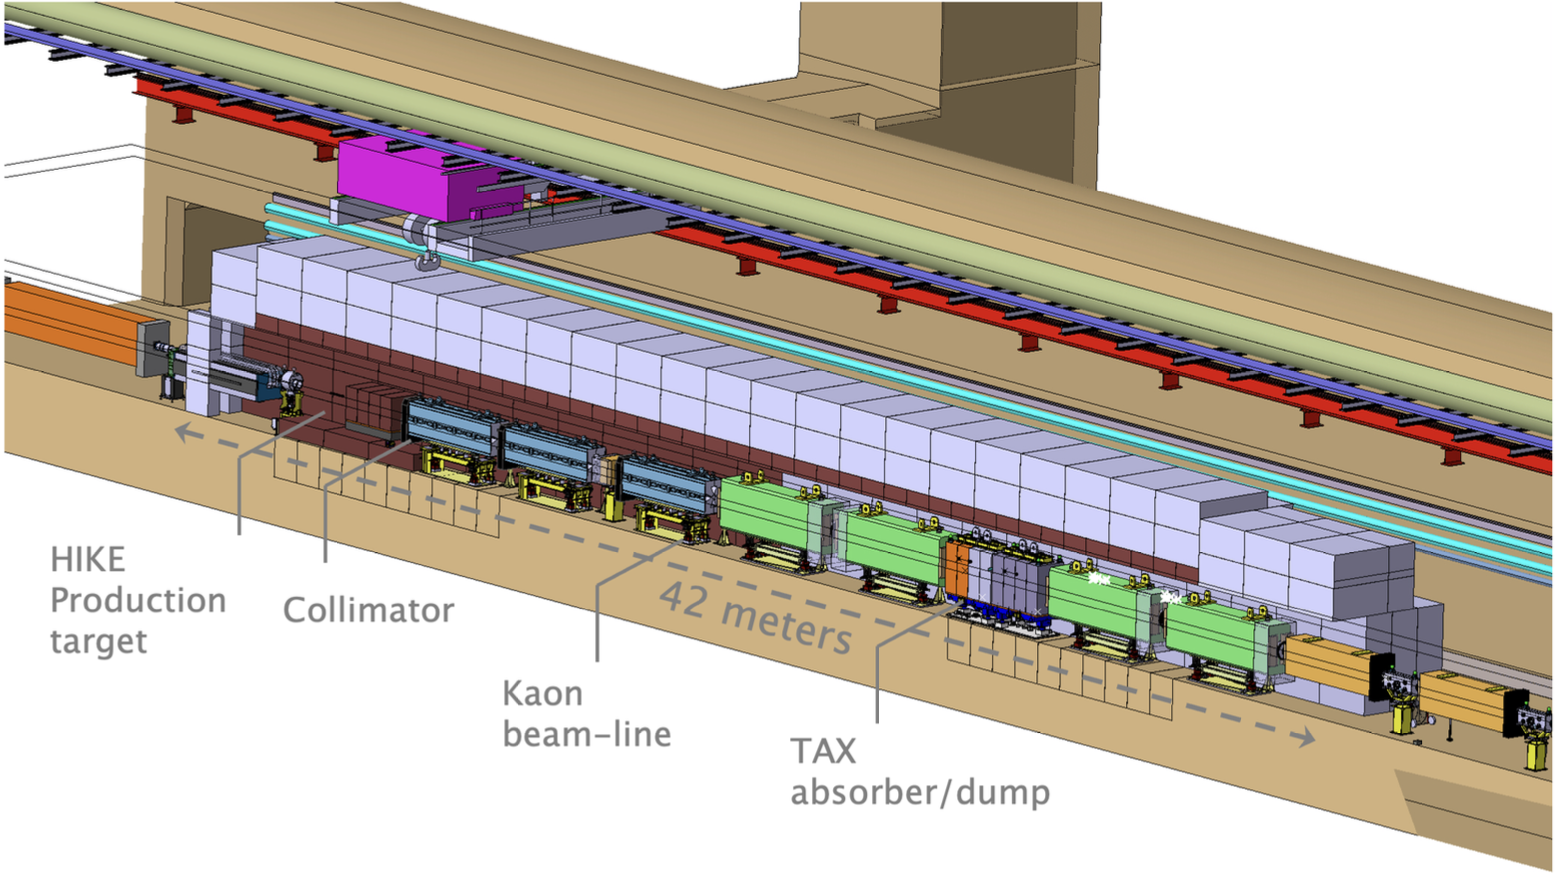 HIKE
Production
target
Collimator
42 meters
Kaon
beam-line
TAX
absorber/dump